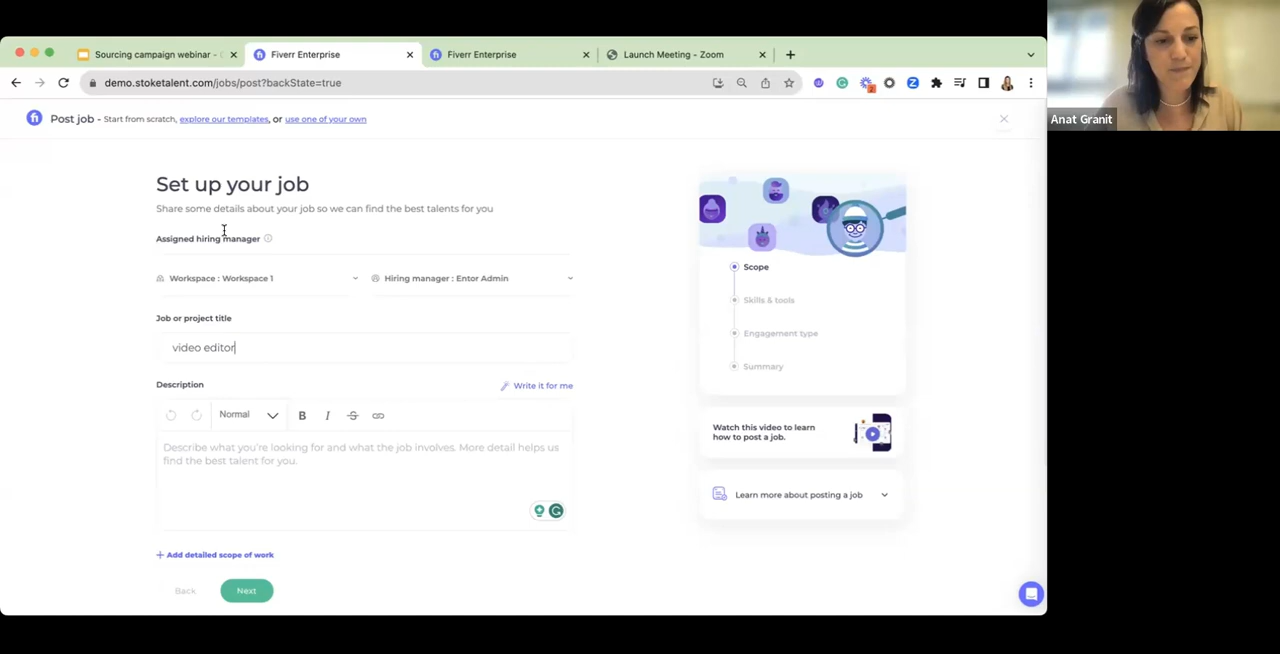 Sourcing campaign webinar -
Fiverr Enterprise
Fiverr Enterprise
Launch Meeting - Zoom
demo.stoketalent.com/jobs/post?backState=true
Anat Granit
Post job - Start from scratch, explore our templates, or use one of your own
Set up your job
Share some details about your job so we can find the best talents for you
Assigned hiring manager
Workspace : Workspace 1
Hiring manager : Entor Admin
Job or project title
video editor
Description
Write it for me
Normal
B
I
S
Describe what you're looking for and what the job involves. More detail helps us
find the best talent for you.
+ Add detailed scope of work
Back
Next
Scope
Skills & tools
Engagement type
Summary
Watch this video to learn
how to post a job.
Learn more about posting a job